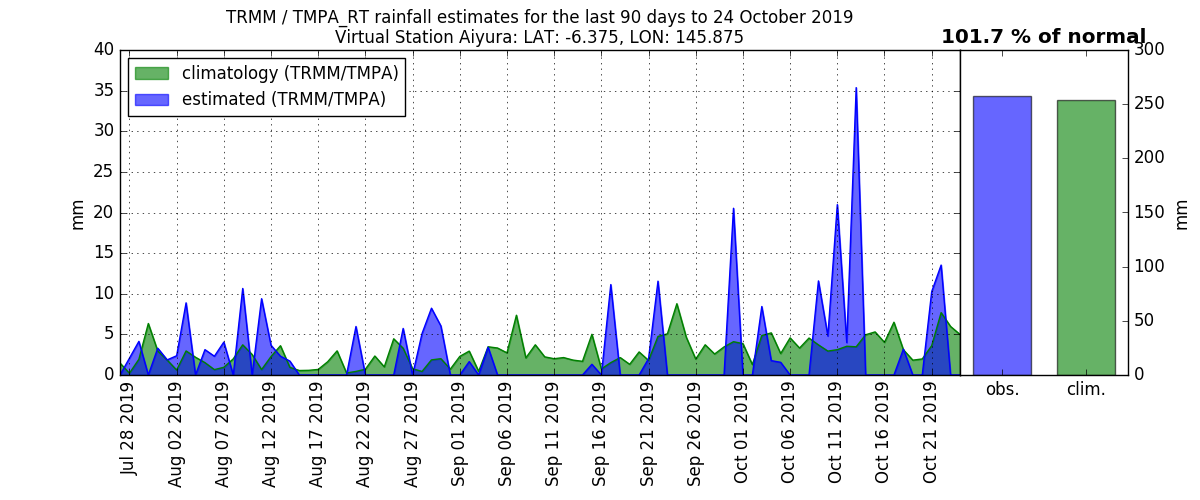 TRMM / TMPA_RT rainfall estimates for the last 90 days to 24 October 2019
Virtual Station Aiyura: LAT: -6.375, LON: 145.875
101.7 % of normal
climatology (TRMM/TMPA)
estimated (TRMM/TMPA)
40
35
30
25
20
15
10
5
0
mm
Jul 28 2019
Aug 02 2019
Aug 07 2019
Aug 12 2019
Aug 17 2019
Aug 22 2019
Aug 27 2019
Sep 01 2019
Sep 06 2019
Sep 11 2019
Sep 16 2019
Sep 21 2019
Sep 26 2019
Oct 01 2019
Oct 06 2019
Oct 11 2019
Oct 16 2019
Oct 21 2019
300
250
200
150
100
50
0
mm
obs.
clim.